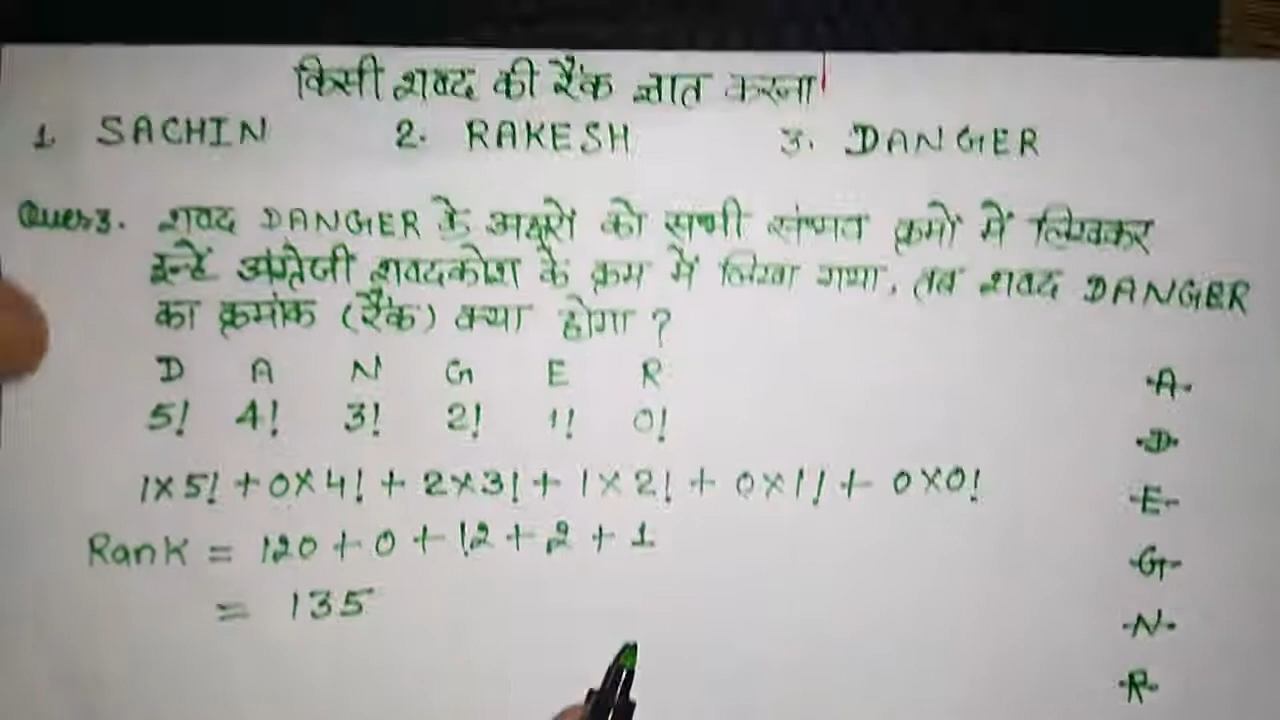 किसी शब्द की रैंक ज्ञात करना
1. SACHIN 2. RAKESH 3. DANGER
Ques3. शब्द DANGER के अक्षरो को सभी संभव क्रमों में लिखकर
इन्हें अंग्रेजी शब्दकोश के क्रम में लिखा गया, तब शब्द DANGER
का क्रमांक (रैंक) क्या होगा ?
D A N G E R
5! 4! 3! 2! 1! 0!
1×5! + 0×4! + 2×3! + 1×2! + 0×1! + 0×0!
Rank = 120 + 0 + 12 + 2 + 1
= 135
A
D
E
G
N
R